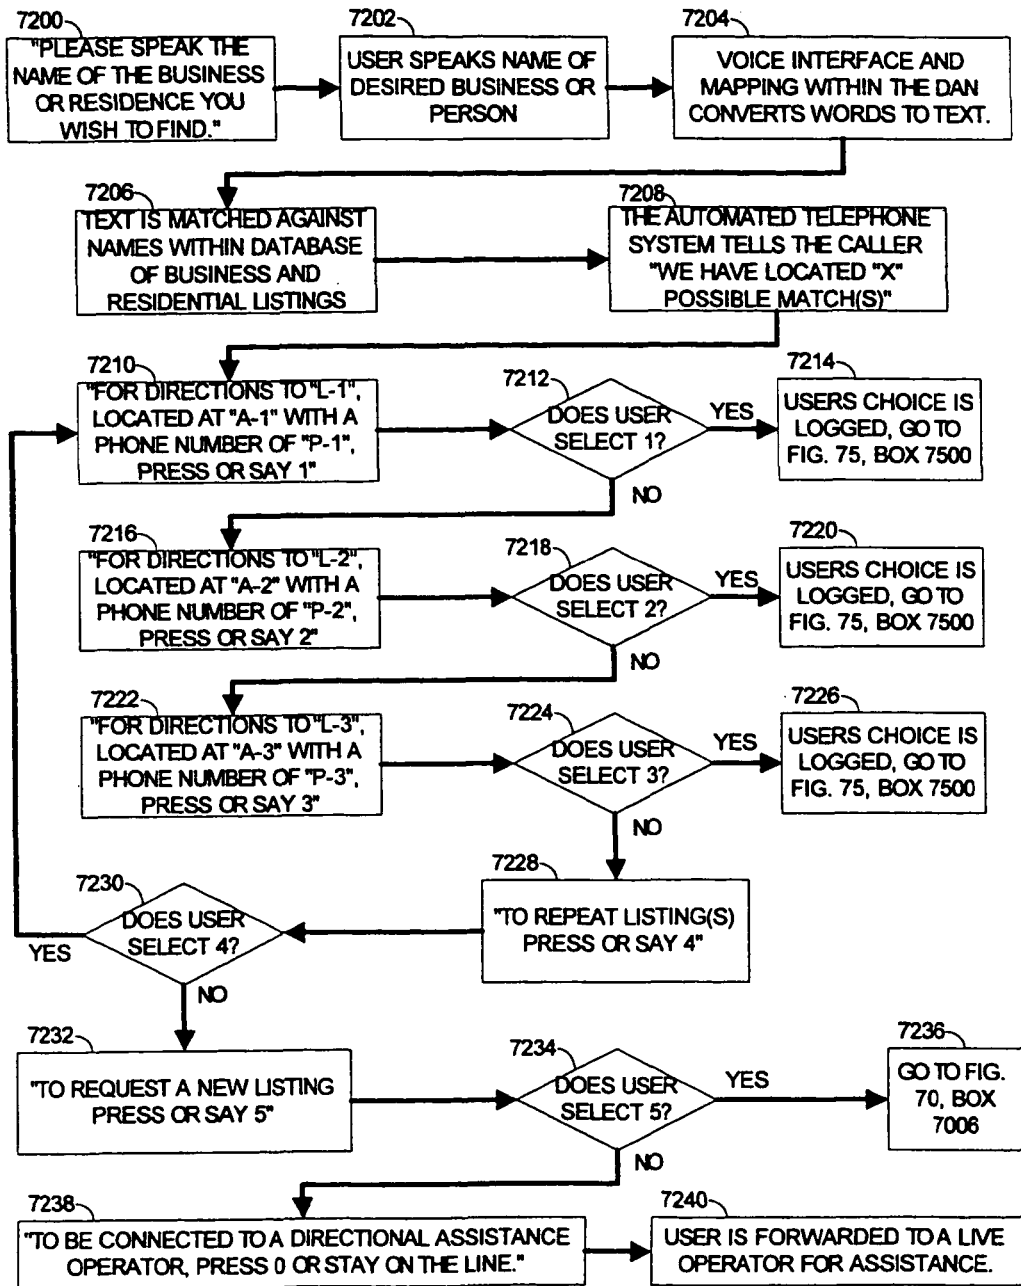 7200
"PLEASE SPEAK THE
NAME OF THE BUSINESS
OR RESIDENCE YOU
WISH TO FIND."
7202
USER SPEAKS NAME OF
DESIRED BUSINESS OR
PERSON
7204
VOICE INTERFACE AND
MAPPING WITHIN THE DAN
CONVERTS WORDS TO TEXT.
7206
TEXT IS MATCHED AGAINST
NAMES WITHIN DATABASE
OF BUSINESS AND
RESIDENTIAL LISTINGS
7208
THE AUTOMATED TELEPHONE
SYSTEM TELLS THE CALLER
"WE HAVE LOCATED "X"
POSSIBLE MATCH(S)"
7210
"FOR DIRECTIONS TO "L-1",
LOCATED AT "A-1" WITH A
PHONE NUMBER OF "P-1",
PRESS OR SAY 1"
7212
DOES USER
SELECT 1?
YES
NO
7214
USERS CHOICE IS
LOGGED, GO TO
FIG. 75, BOX 7500
7216
"FOR DIRECTIONS TO "L-2",
LOCATED AT "A-2" WITH A
PHONE NUMBER OF "P-2",
PRESS OR SAY 2"
7218
DOES USER
SELECT 2?
YES
NO
7220
USERS CHOICE IS
LOGGED, GO TO
FIG. 75, BOX 7500
7222
"FOR DIRECTIONS TO "L-3",
LOCATED AT "A-3" WITH A
PHONE NUMBER OF "P-3",
PRESS OR SAY 3"
7224
DOES USER
SELECT 3?
YES
NO
7226
USERS CHOICE IS
LOGGED, GO TO
FIG. 75, BOX 7500
7228
"TO REPEAT LISTING(S)
PRESS OR SAY 4"
7230
DOES USER
SELECT 4?
YES
NO
7232
"TO REQUEST A NEW LISTING
PRESS OR SAY 5"
7234
DOES USER
SELECT 5?
YES
NO
7236
GO TO FIG.
70, BOX
7006
7238
"TO BE CONNECTED TO A DIRECTIONAL ASSISTANCE
OPERATOR, PRESS 0 OR STAY ON THE LINE."
7240
USER IS FORWARDED TO A LIVE
OPERATOR FOR ASSISTANCE.